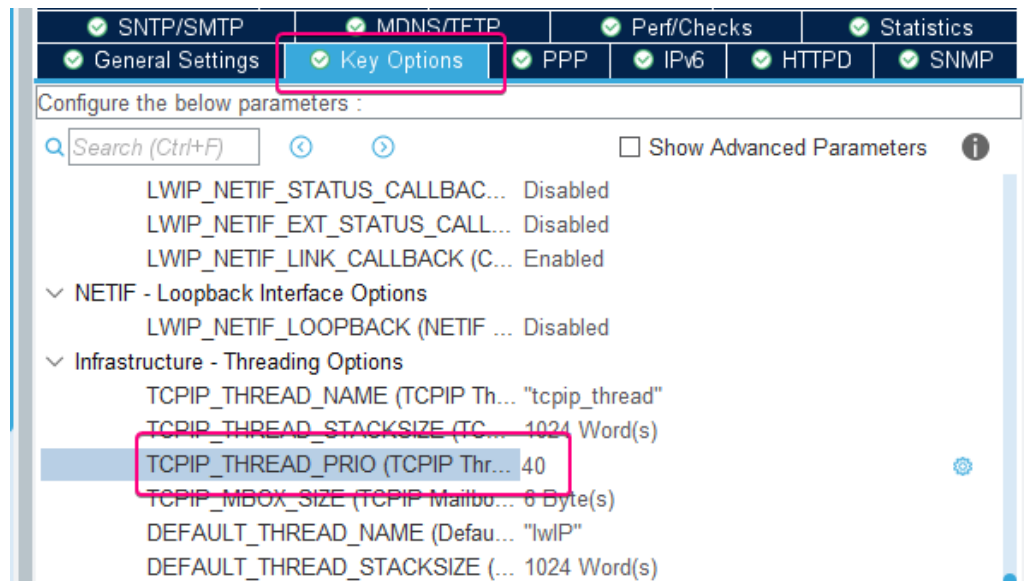 SNTP/SMTP MDNS/TFTP Perf/Checks Statistics
General Settings Key Options PPP IPv6 HTTPD SNMP
Configure the below parameters :
Search (Ctrl+F) Show Advanced Parameters i
LWIP_NETIF_STATUS_CALLBAC... Disabled
LWIP_NETIF_EXT_STATUS_CALL... Disabled
LWIP_NETIF_LINK_CALLBACK (C... Enabled
NETIF - Loopback Interface Options
LWIP_NETIF_LOOPBACK (NETIF ... Disabled
Infrastructure - Threading Options
TCPIP_THREAD_NAME (TCPIP Th... "tcpip_thread"
TCPIP_THREAD_STACKSIZE (TC... 1024 Word(s)
TCPIP_THREAD_PRIO (TCPIP Thr... 40
TCPIP_MBOX_SIZE (TCPIP Mailbo... 6 Byte(s)
DEFAULT_THREAD_NAME (Defau... "lwIP"
DEFAULT_THREAD_STACKSIZE (... 1024 Word(s)